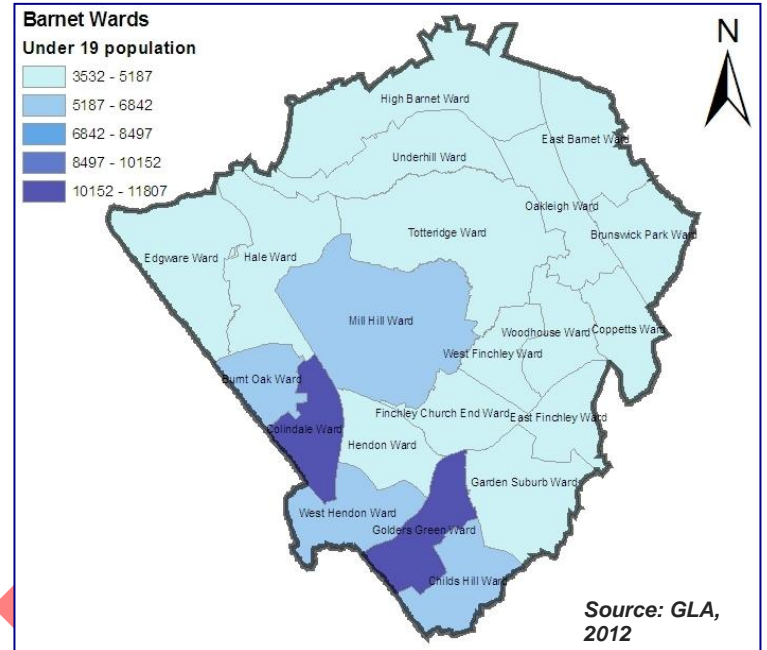 Barnet Wards
Under 19 population
3532 - 5187
5187 - 6842
6842 - 8497
8497 - 10152
10152 - 11807
N
High Barnet Ward
East Barnet Ward
Underhill Ward
Oakleigh Ward
Totteridge Ward
Brunswick Park Ward
Edgware Ward
Hale Ward
Mill Hill Ward
Woodhouse Ward
Coppetts Ward
West Finchley Ward
Burnt Oak Ward
Finchley Church End Ward
East Finchley Ward
Colindale Ward
Hendon Ward
Garden Suburb Ward
West Hendon Ward
Golders Green Ward
Childs Hill Ward
Source: GLA,
2012